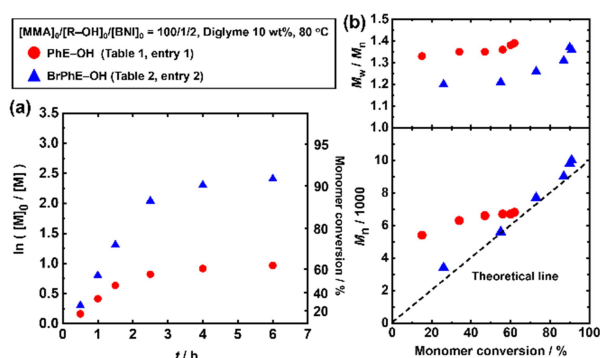 [MMA]0/[R–OH]0/[BNI]0 = 100/1/2, Diglyme 10 wt%, 80 °C
PhE–OH (Table 1, entry 1)
BrPhE–OH (Table 2, entry 2)
(a)
ln ( [M]0 / [M] )
3.5
3.0
2.5
2.0
1.5
1.0
0.5
0.0
0 1 2 3 4 5 6 7
t / h
95
90
60
40
20
Monomer conversion / %
(b)
Mw / Mn
1.6
1.5
1.4
1.3
1.2
1.1
1.0
Mn / 1000
10
8
6
4
2
0
Theoretical line
0 20 40 60 80 100
Monomer conversion / %